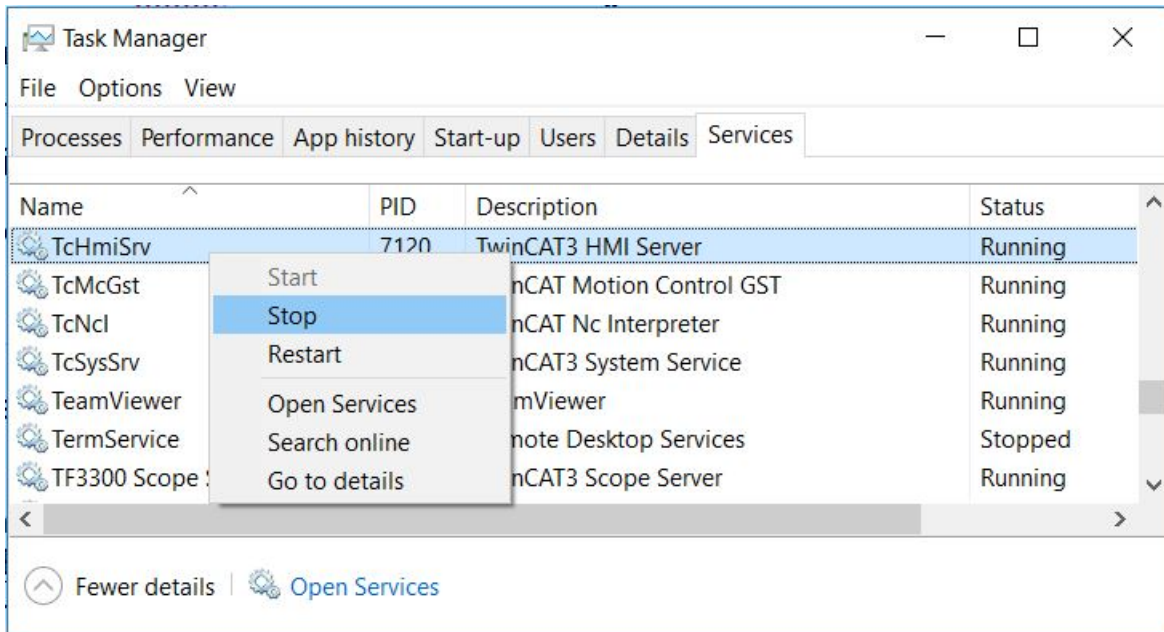 Task Manager
File Options View
Processes Performance App history Start-up Users Details Services
Name PID Description Status
TcHmiSrv 7120 TwinCAT3 HMI Server Running
TcMcGst nCAT Motion Control GST Running
TcNcI nCAT Nc Interpreter Running
TcSysSrv nCAT3 System Service Running
TeamViewer mViewer Running
TermService mote Desktop Services Stopped
TF3300 Scope nCAT3 Scope Server Running
Start
Stop
Restart
Open Services
Search online
Go to details
Fewer details Open Services